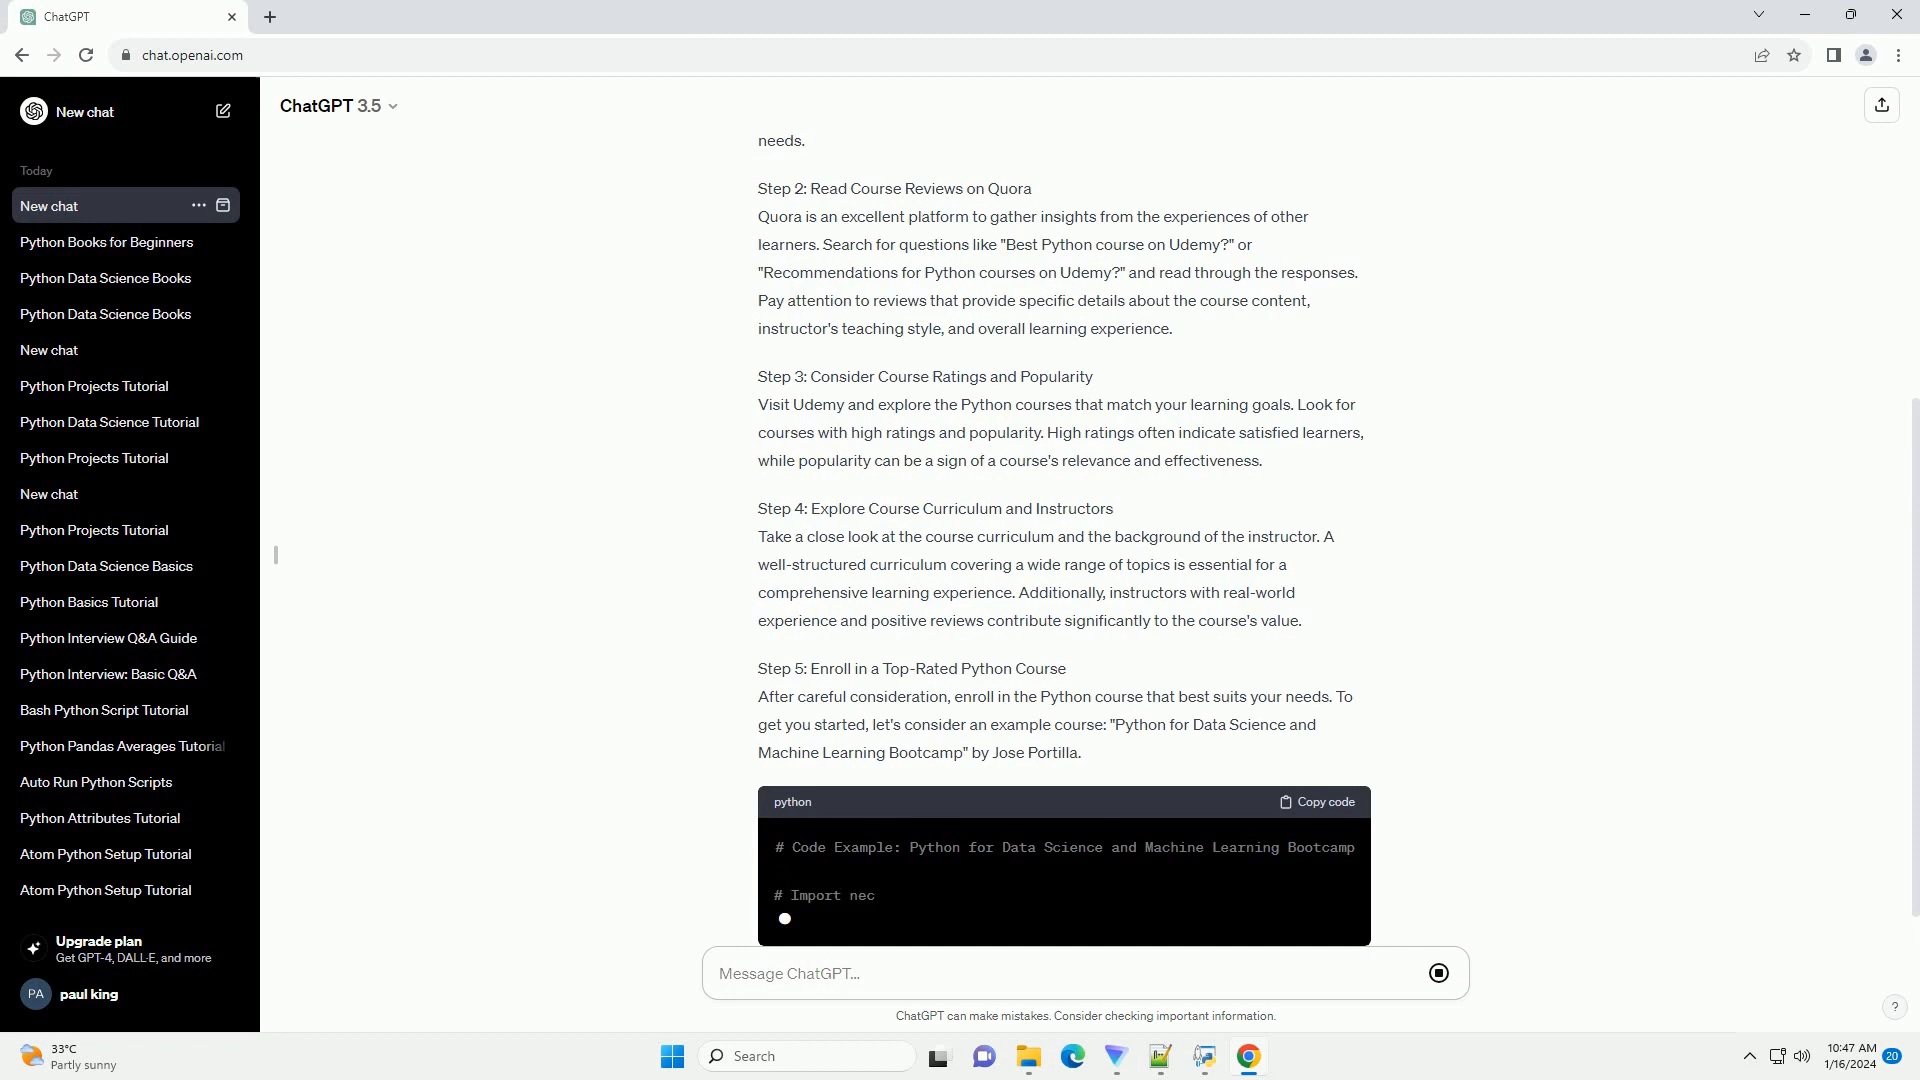 ChatGPT
chat.openai.com
New chat
ChatGPT 3.5
Today
New chat
Python Books for Beginners
Python Data Science Books
Python Data Science Books
New chat
Python Projects Tutorial
Python Data Science Tutorial
Python Projects Tutorial
New chat
Python Projects Tutorial
Python Data Science Basics
Python Basics Tutorial
Python Interview Q&A Guide
Python Interview: Basic Q&A
Bash Python Script Tutorial
Python Pandas Averages Tutorial
Auto Run Python Scripts
Python Attributes Tutorial
Atom Python Setup Tutorial
Atom Python Setup Tutorial
Upgrade plan
Get GPT-4, DALL·E, and more
PA paul king
needs.
Step 2: Read Course Reviews on Quora
Quora is an excellent platform to gather insights from the experiences of other
learners. Search for questions like "Best Python course on Udemy?" or
"Recommendations for Python courses on Udemy?" and read through the responses.
Pay attention to reviews that provide specific details about the course content,
instructor's teaching style, and overall learning experience.
Step 3: Consider Course Ratings and Popularity
Visit Udemy and explore the Python courses that match your learning goals. Look for
courses with high ratings and popularity. High ratings often indicate satisfied learners,
while popularity can be a sign of a course's relevance and effectiveness.
Step 4: Explore Course Curriculum and Instructors
Take a close look at the course curriculum and the background of the instructor. A
well-structured curriculum covering a wide range of topics is essential for a
comprehensive learning experience. Additionally, instructors with real-world
experience and positive reviews contribute significantly to the course's value.
Step 5: Enroll in a Top-Rated Python Course
After careful consideration, enroll in the Python course that best suits your needs. To
get you started, let's consider an example course: "Python for Data Science and
Machine Learning Bootcamp" by Jose Portilla.
python Copy code
# Code Example: Python for Data Science and Machine Learning Bootcamp
# Import nec
Message ChatGPT...
ChatGPT can make mistakes. Consider checking important information.
?
33°C
Partly sunny
Search
10:47 AM
1/16/2024
20